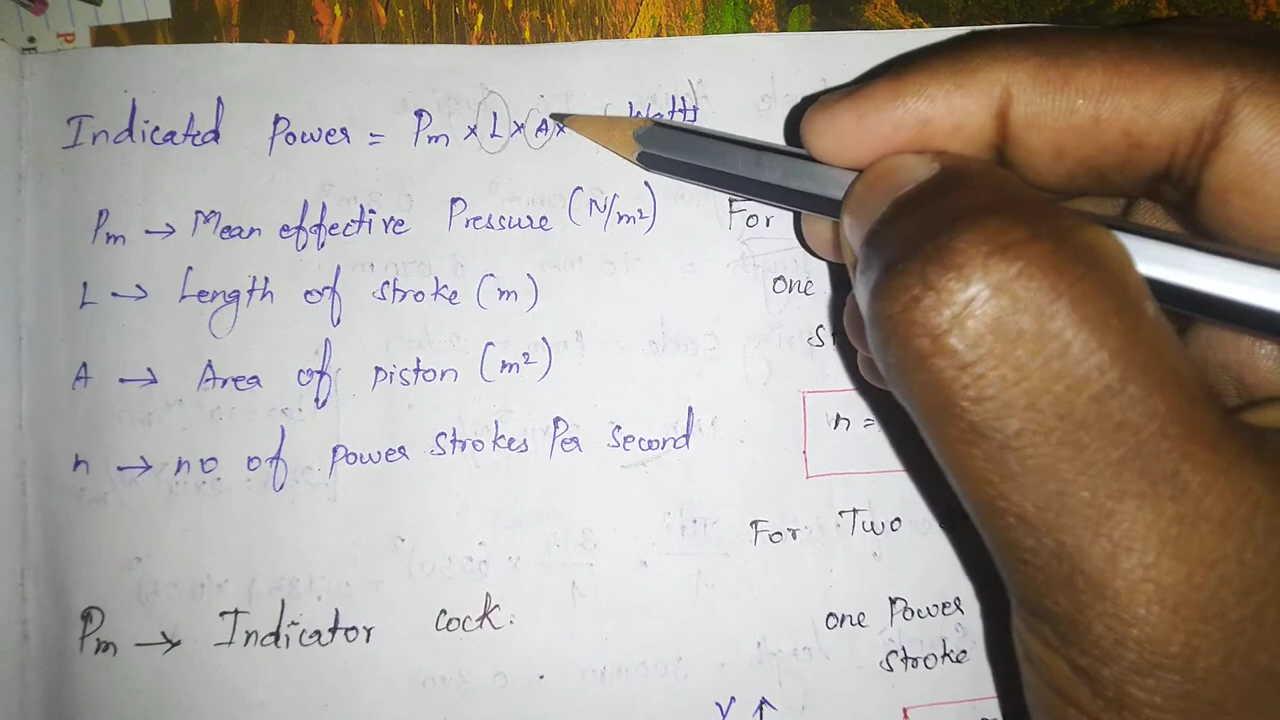 Indicated Power = Pm × L × A × Watts
Pm → Mean effective Pressure (N/m²)
L → Length of stroke (m)
A → Area of piston (m²)
n → no of power strokes Per second
Pm → Indicator cock.
For
one
n =
For Two
one Power
stroke